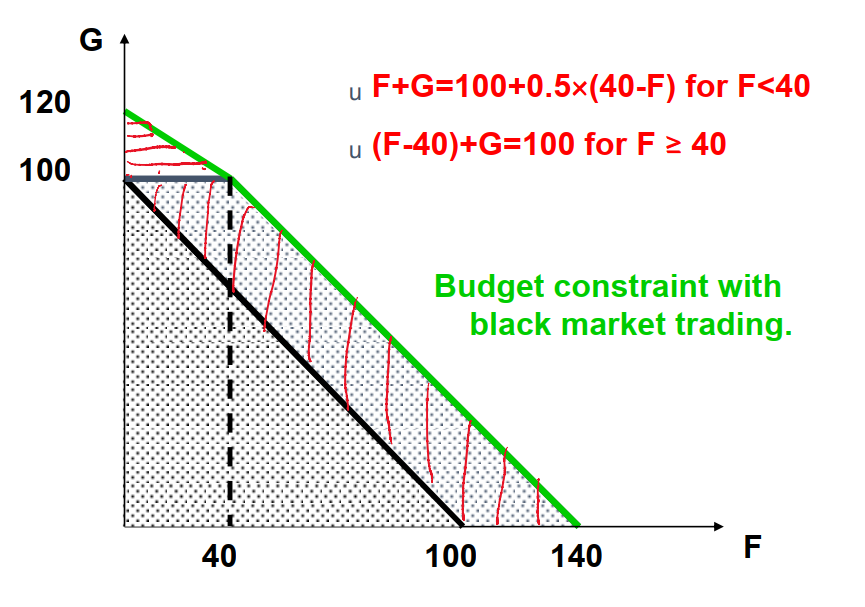 G
u F+G=100+0.5×(40-F) for F<40
120
u (F-40)+G=100 for F ≥ 40
100
Budget constraint with
black market trading.
40
100
140
F